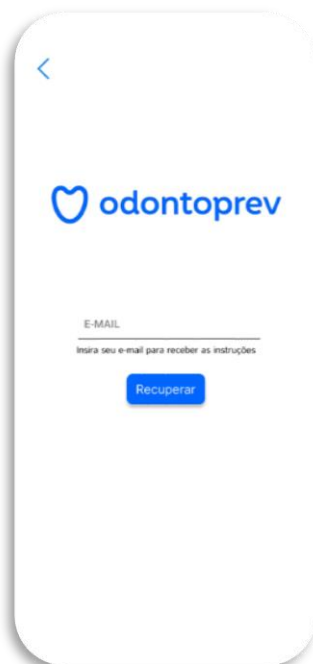 odontoprev
E-MAIL
Insira seu e-mail para receber as instruções
Recuperar